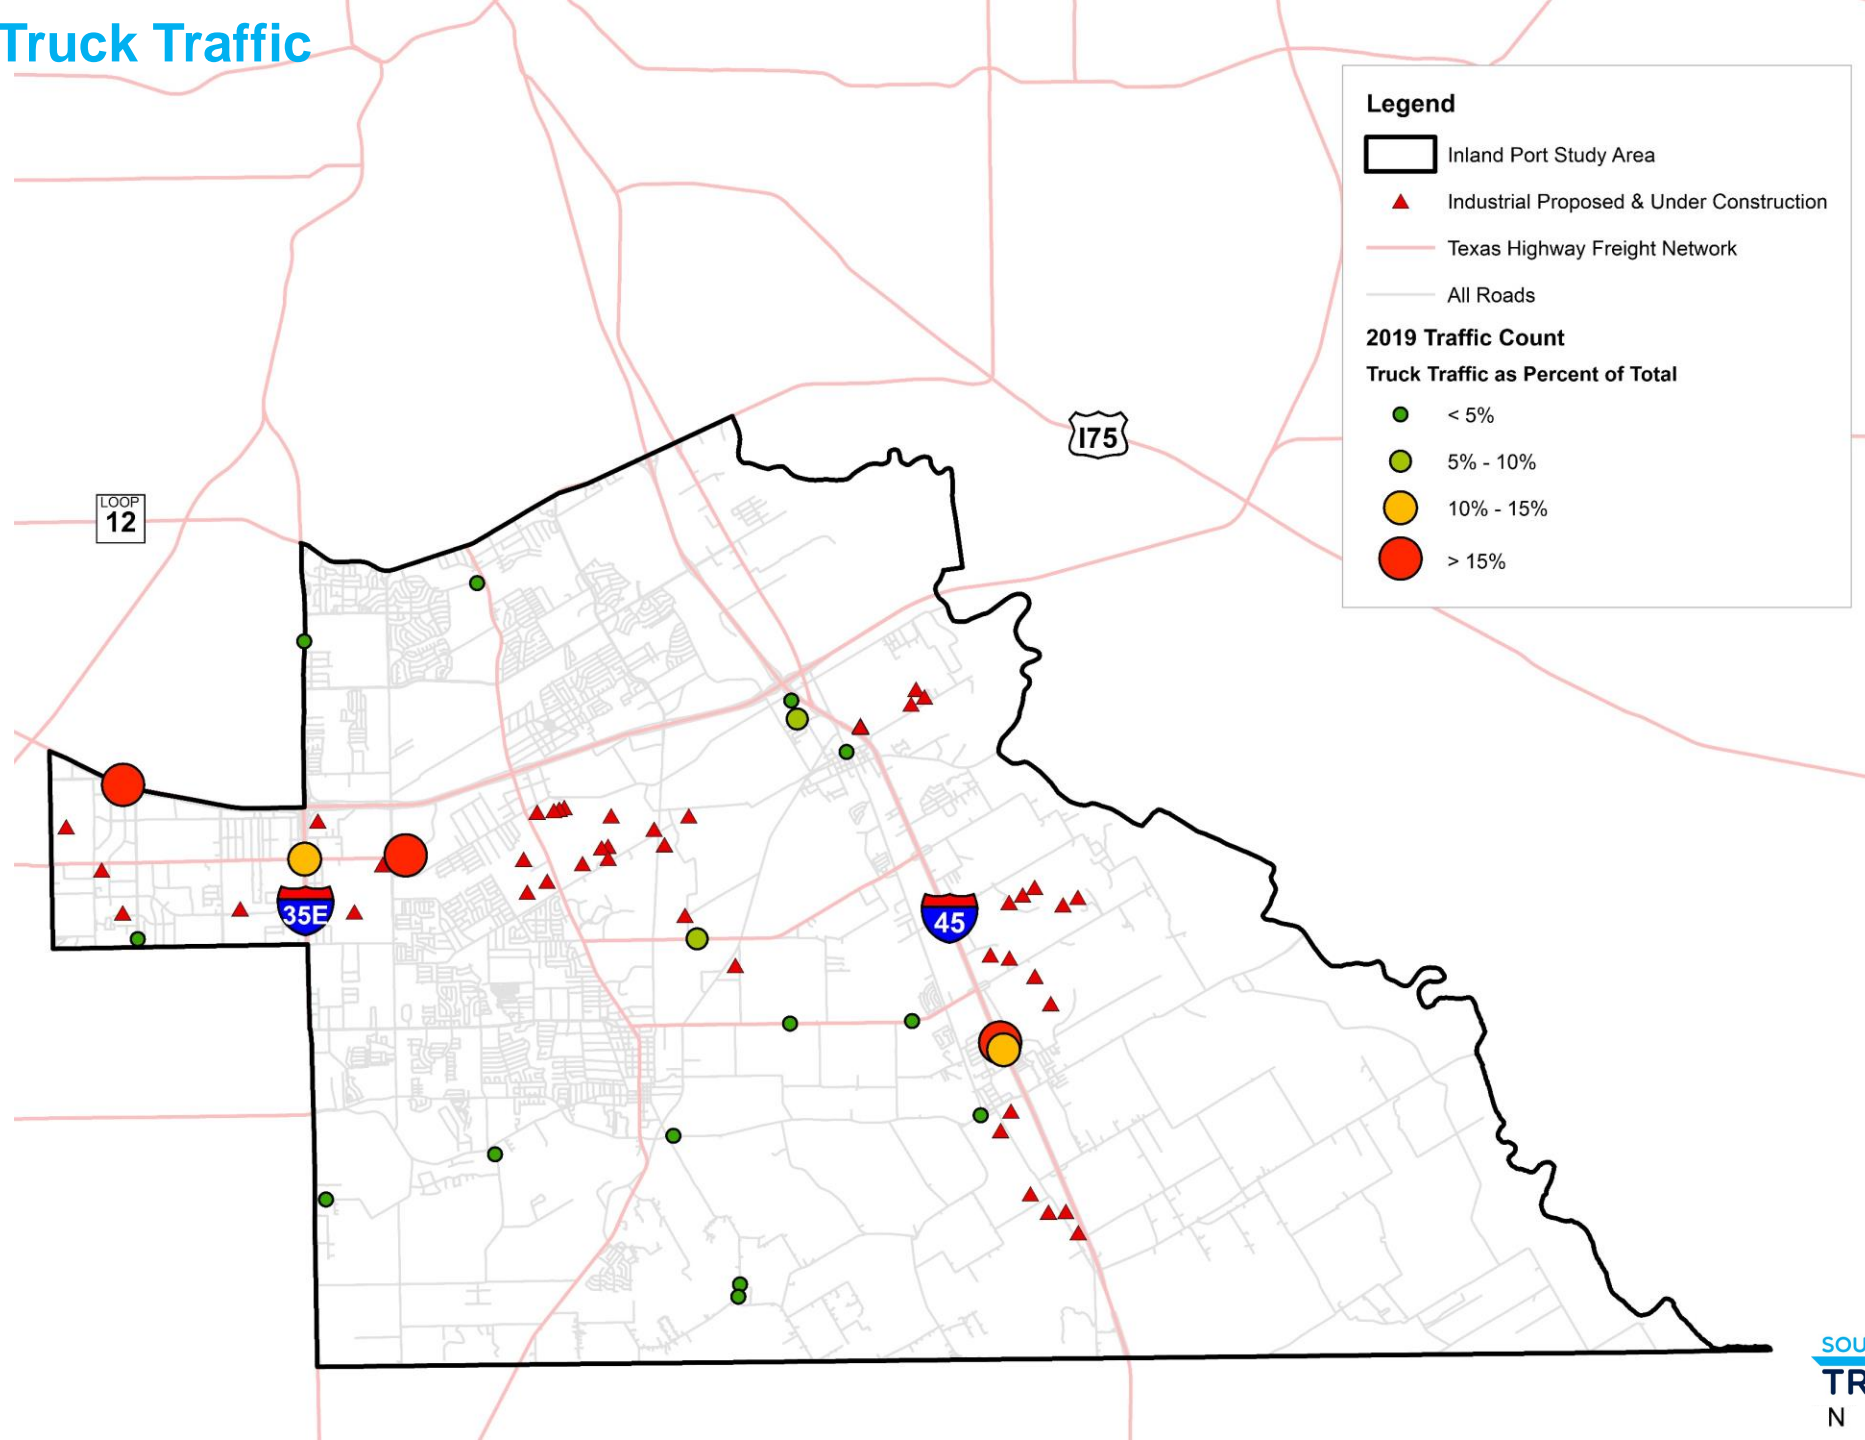 Truck Traffic
Legend
Inland Port Study Area
Industrial Proposed & Under Construction
Texas Highway Freight Network
All Roads
2019 Traffic Count
Truck Traffic as Percent of Total
< 5%
5% - 10%
10% - 15%
> 15%
I75
LOOP
12
35E
45
SOU
TR
N